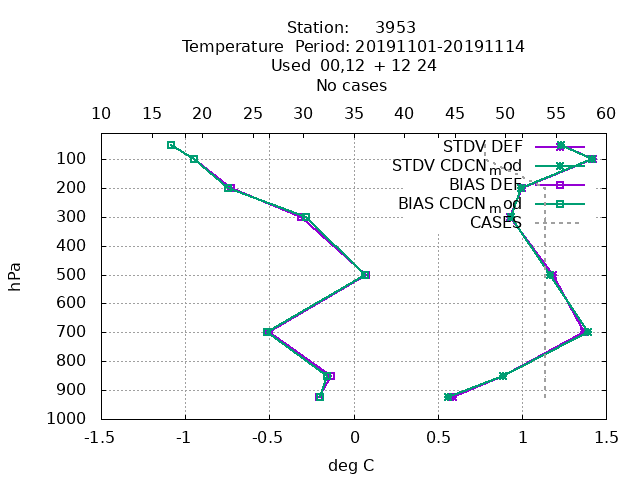 Station: 3953
Temperature Period: 20191101-20191114
Used 00,12 + 12 24
No cases
10 15 20 25 30 35 40 45 50 55 60
STDV DEF
STDV CDCN_mod
BIAS DEF
BIAS CDCN_mod
CASES
100
200
300
400
500
600
700
800
900
1000
hPa
-1.5 -1 -0.5 0 0.5 1 1.5
deg C